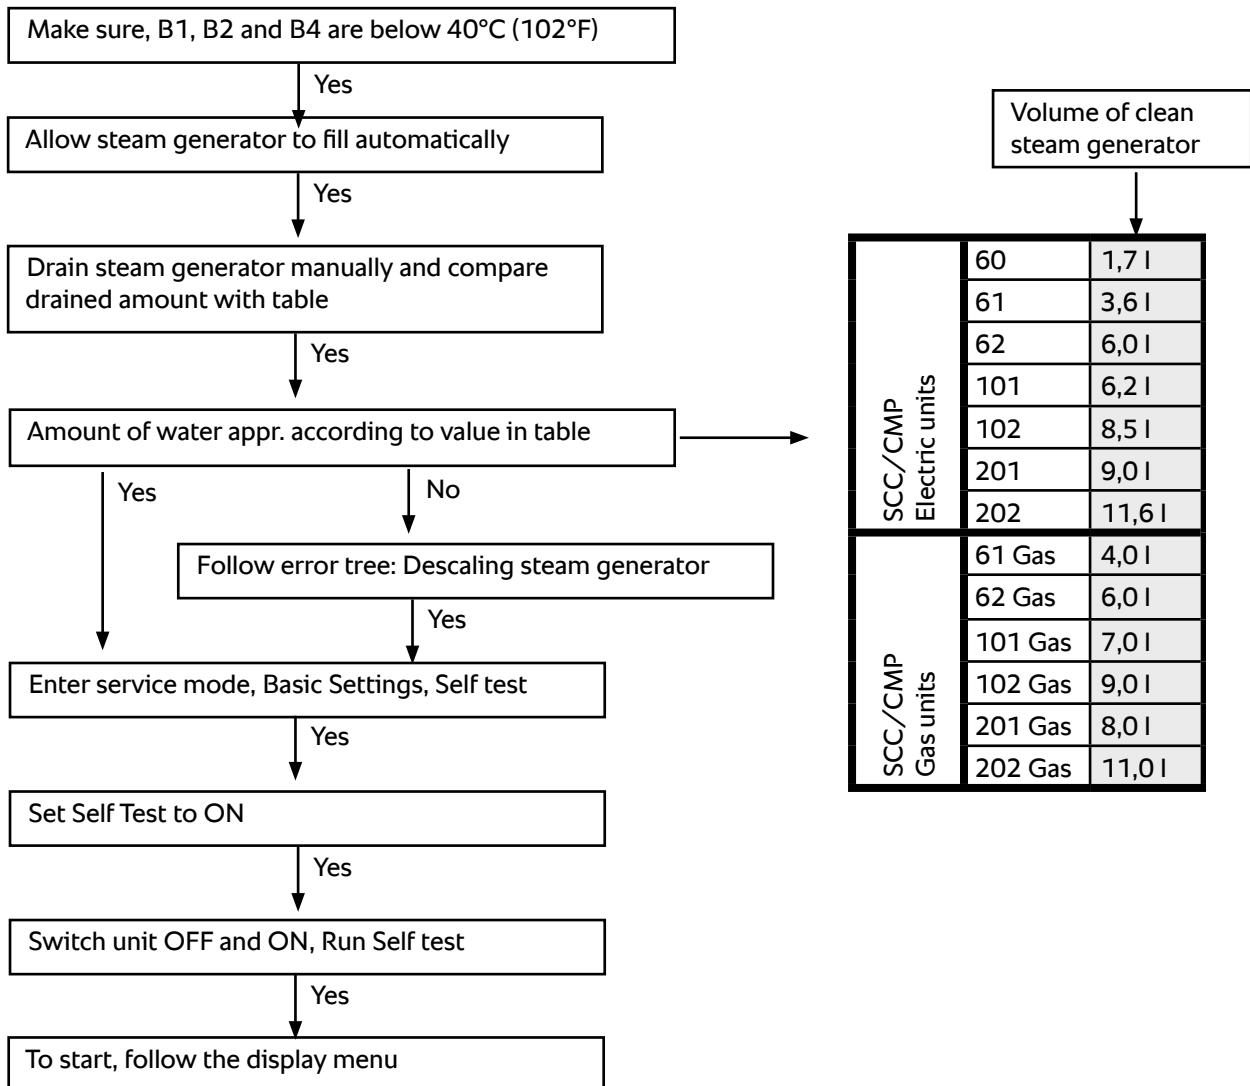 Make sure, B1, B2 and B4 are below 40°C (102°F)
Yes
Allow steam generator to fill automatically
Yes
Drain steam generator manually and compare
drained amount with table
Yes
Amount of water appr. according to value in table
Yes
No
Follow error tree: Descaling steam generator
Yes
Enter service mode, Basic Settings, Self test
Yes
Set Self Test to ON
Yes
Switch unit OFF and ON, Run Self test
Yes
To start, follow the display menu
Volume of clean
steam generator
SCC/CMP
Electric units
60 1,7 l
61 3,6 l
62 6,0 l
101 6,2 l
102 8,5 l
201 9,0 l
202 11,6 l
SCC/CMP
Gas units
61 Gas 4,0 l
62 Gas 6,0 l
101 Gas 7,0 l
102 Gas 9,0 l
201 Gas 8,0 l
202 Gas 11,0 l